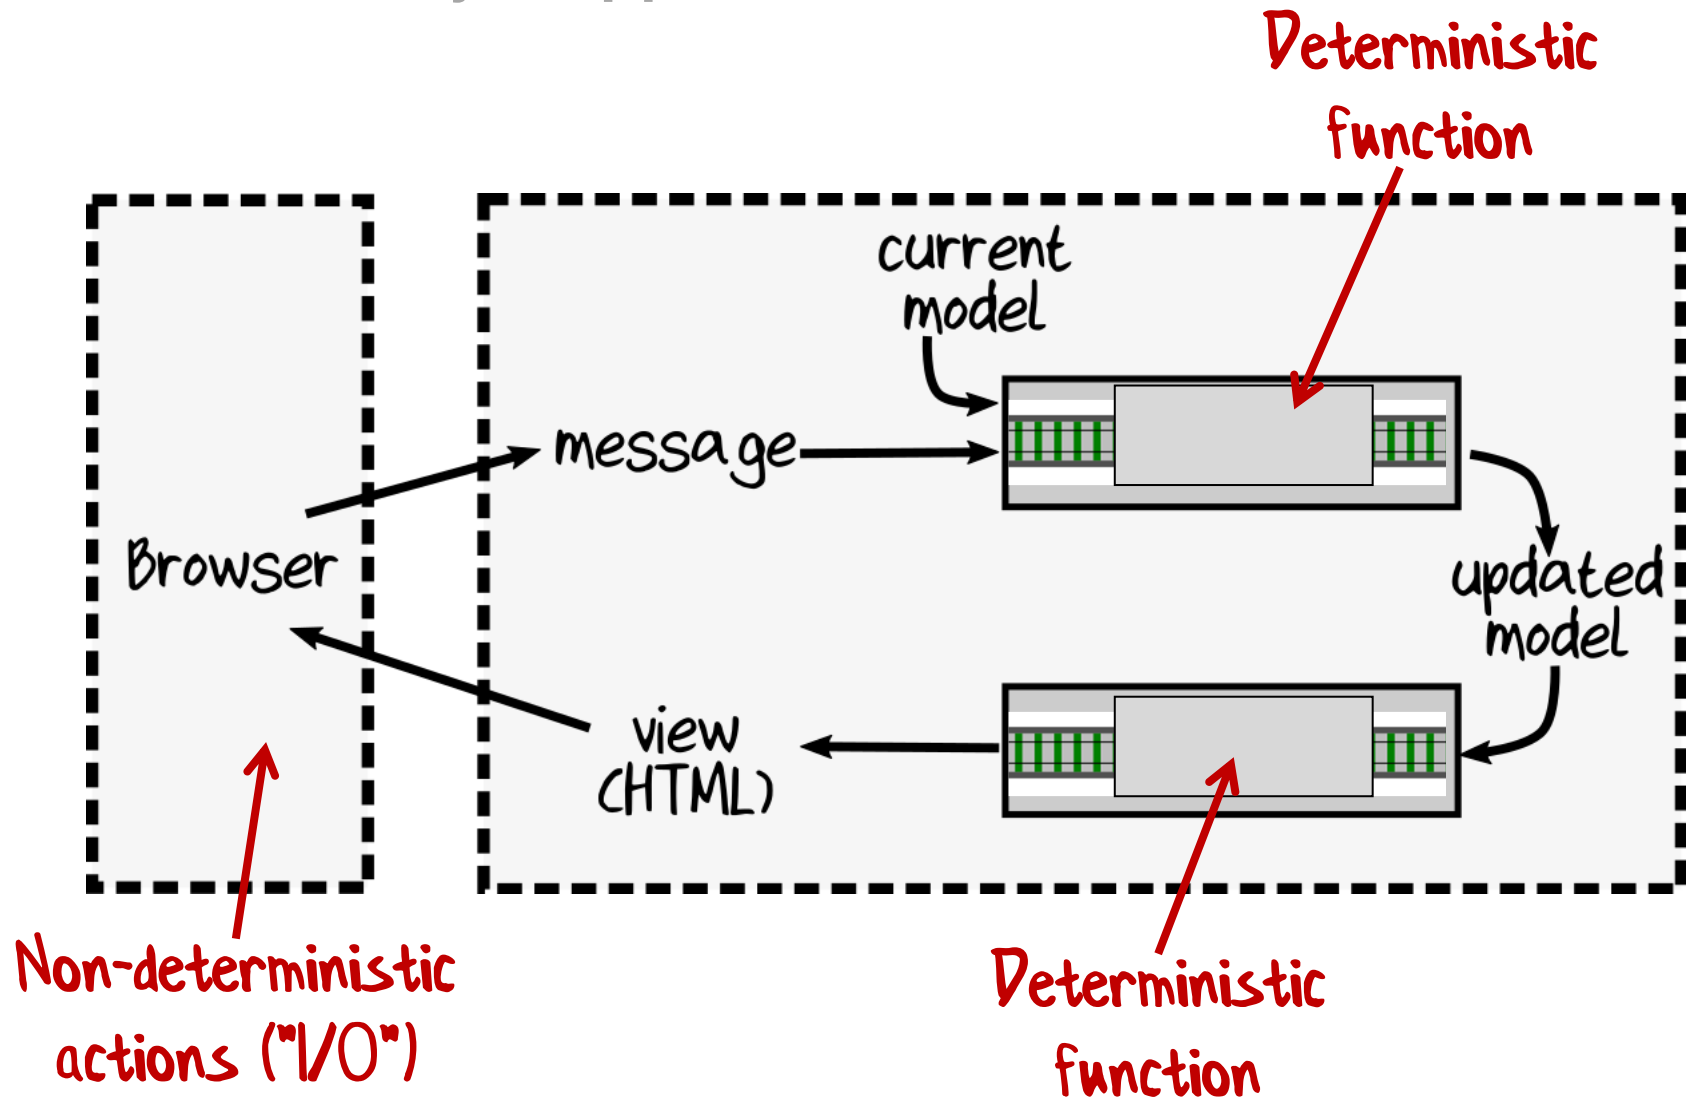 Deterministic
function
current
model
message
Browser
updated
model
view
(HTML)
Non-deterministic
actions ("I/O")
Deterministic
function